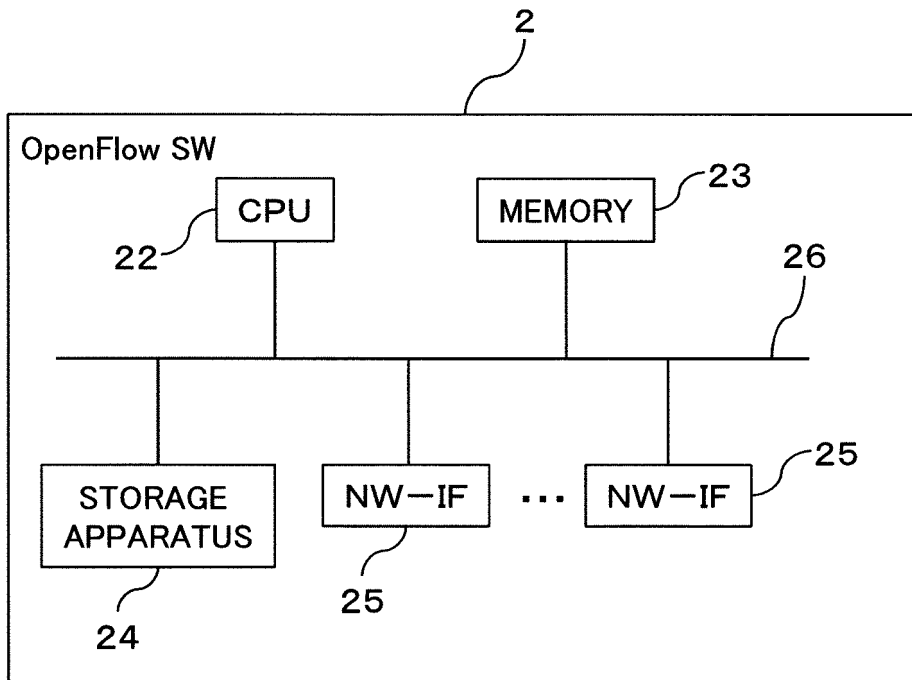 2
OpenFlow SW
CPU
MEMORY
23
22
26
STORAGE
APPARATUS
NW-IF
...
NW-IF
25
25
24